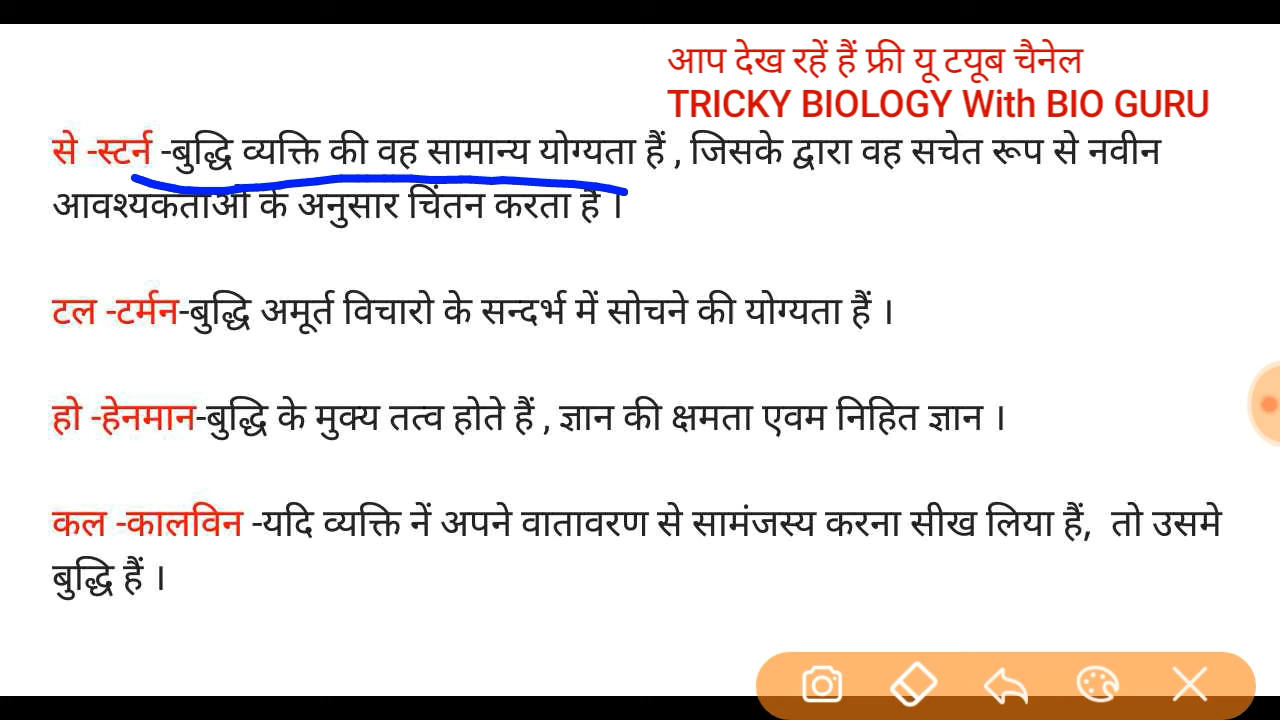 आप देख रहें हैं फ्री यू टयूब चैनेल
TRICKY BIOLOGY With BIO GURU
से -स्टर्न -बुद्धि व्यक्ति की वह सामान्य योग्यता हैं , जिसके द्वारा वह सचेत रूप से नवीन
आवश्यकताओं के अनुसार चिंतन करता हैं ।
टल -टर्मन-बुद्धि अमूर्त विचारो के सन्दर्भ में सोचने की योग्यता हैं ।
हो -हेनमान-बुद्धि के मुक्य तत्व होते हैं , ज्ञान की क्षमता एवम निहित ज्ञान ।
कल -कालविन -यदि व्यक्ति नें अपने वातावरण से सामंजस्य करना सीख लिया हैं, तो उसमे
बुद्धि हैं ।